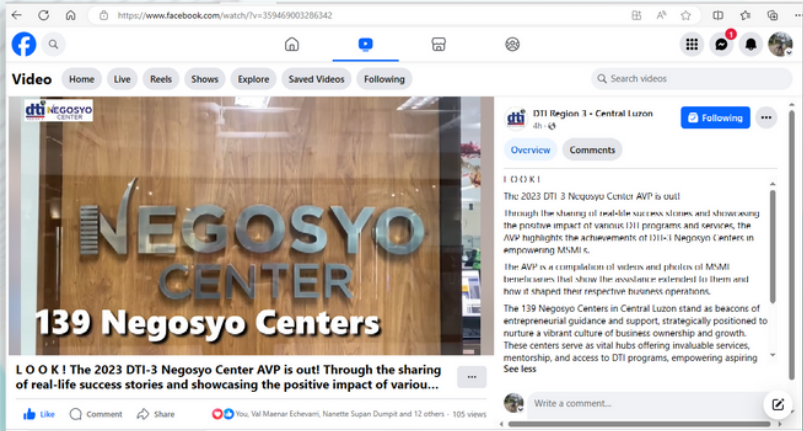 https://www.facebook.com/watch/?v=359469003286342
1
Video
Home
Live
Reels
Shows
Explore
Saved Videos
Following
Search videos
dti NEGOSYO
CENTER
NEGOSYO
CENTER
139 Negosyo Centers
L O O K ! The 2023 DTI-3 Negosyo Center AVP is out! Through the sharing
of real-life success stories and showcasing the positive impact of variou...
Like
Comment
Share
You, Val Maenar Echevarri, Nanette Supan Dumpit and 12 others · 105 views
dti
DTI Region 3 - Central Luzon
4h ·
Following
Overview
Comments
L O O K !
The 2023 DTI-3 Negosyo Center AVP is out!
Through the sharing of real-life success stories and showcasing
the positive impact of various DTI programs and services, the
AVP highlights the achievements of DTI-3 Negosyo Centers in
empowering MSMEs.
The AVP is a compilation of videos and photos of MSME
beneficiaries that show the assistance extended to them and
how it shaped their respective business operations.
The 139 Negosyo Centers in Central Luzon stand as beacons of
entrepreneurial guidance and support, strategically positioned to
nurture a vibrant culture of business ownership and growth.
These centers serve as vital hubs offering invaluable services,
mentorship, and access to DTI programs, empowering aspiring
See less
Write a comment...